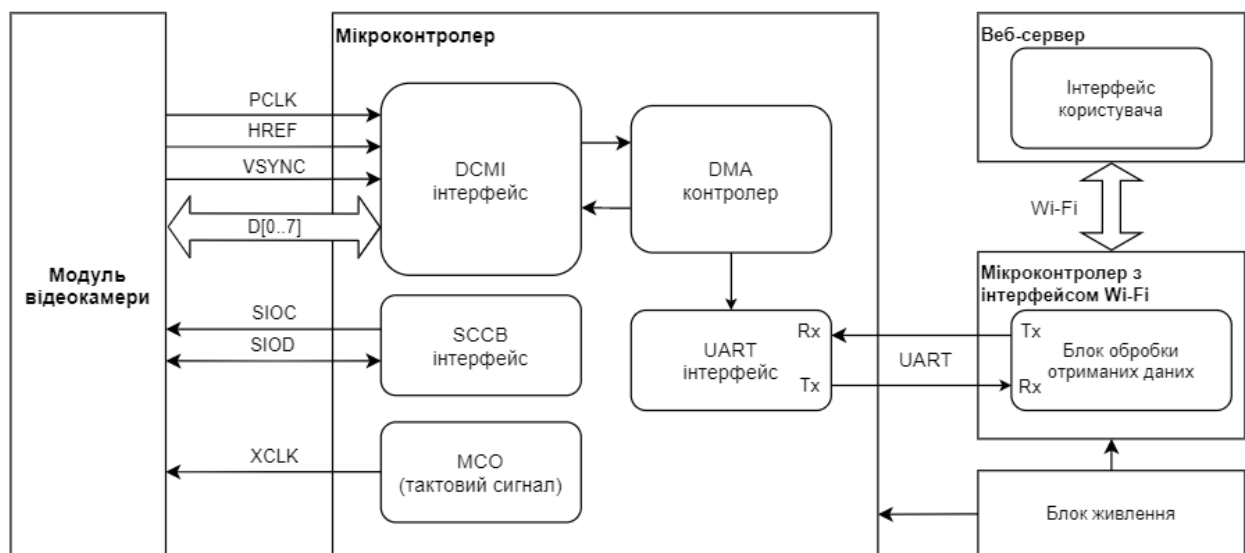 Модуль
відеокамери
PCLK
HREF
VSYNC
D[0..7]
SIOC
SIOD
XCLK
Мікроконтролер
DCMI
інтерфейс
DMA
контролер
SCCB
інтерфейс
UART
інтерфейс
Rx
Tx
MCO
(тактовий сигнал)
UART
Веб-сервер
Інтерфейс
користувача
Wi-Fi
Мікроконтролер з
інтерфейсом Wi-Fi
Tx
Rx
Блок обробки
отриманих даних
Блок живлення